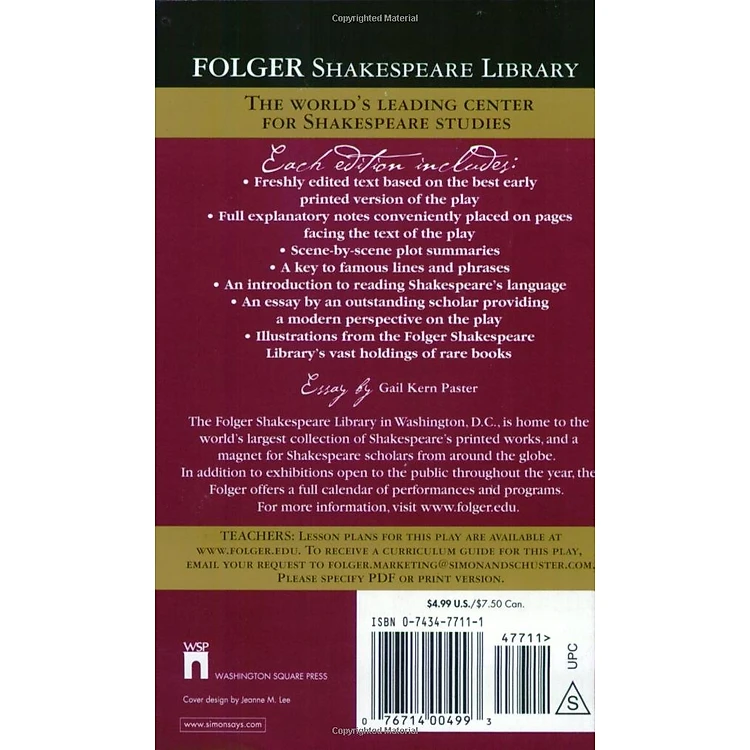 Copyrighted Material
FOLGER SHAKESPEARE LIBRARY
THE WORLD'S LEADING CENTER
FOR SHAKESPEARE STUDIES
Each edition includes:
• Freshly edited text based on the best early
printed version of the play
• Full explanatory notes conveniently placed on pages
facing the text of the play
• Scene-by-scene plot summaries
• A key to famous lines and phrases
• An introduction to reading Shakespeare's language
• An essay by an outstanding scholar providing
a modern perspective on the play
• Illustrations from the Folger Shakespeare
Library's vast holdings of rare books
Essay by Gail Kern Paster
The Folger Shakespeare Library in Washington, D.C., is home to the
world's largest collection of Shakespeare's printed works, and a
magnet for Shakespeare scholars from around the globe.
In addition to exhibitions open to the public throughout the year, the
Folger offers a full calendar of performances and programs.
For more information, visit www.folger.edu.
TEACHERS: LESSON PLANS FOR THIS PLAY ARE AVAILABLE AT
WWW.FOLGER.EDU. TO RECEIVE A CURRICULUM GUIDE FOR THIS PLAY,
EMAIL YOUR REQUEST TO FOLGER.MARKETING@SIMONANDSCHUSTER.COM.
PLEASE SPECIFY PDF OR PRINT VERSION.
$4.99 U.S./$7.50 Can.
ISBN 0-7434-7711-1
47711>
UPC
S
0 76714 00499 3
WSP
WASHINGTON SQUARE PRESS
Cover design by Jeanne M. Lee
www.simonsays.com
Copyrighted Material